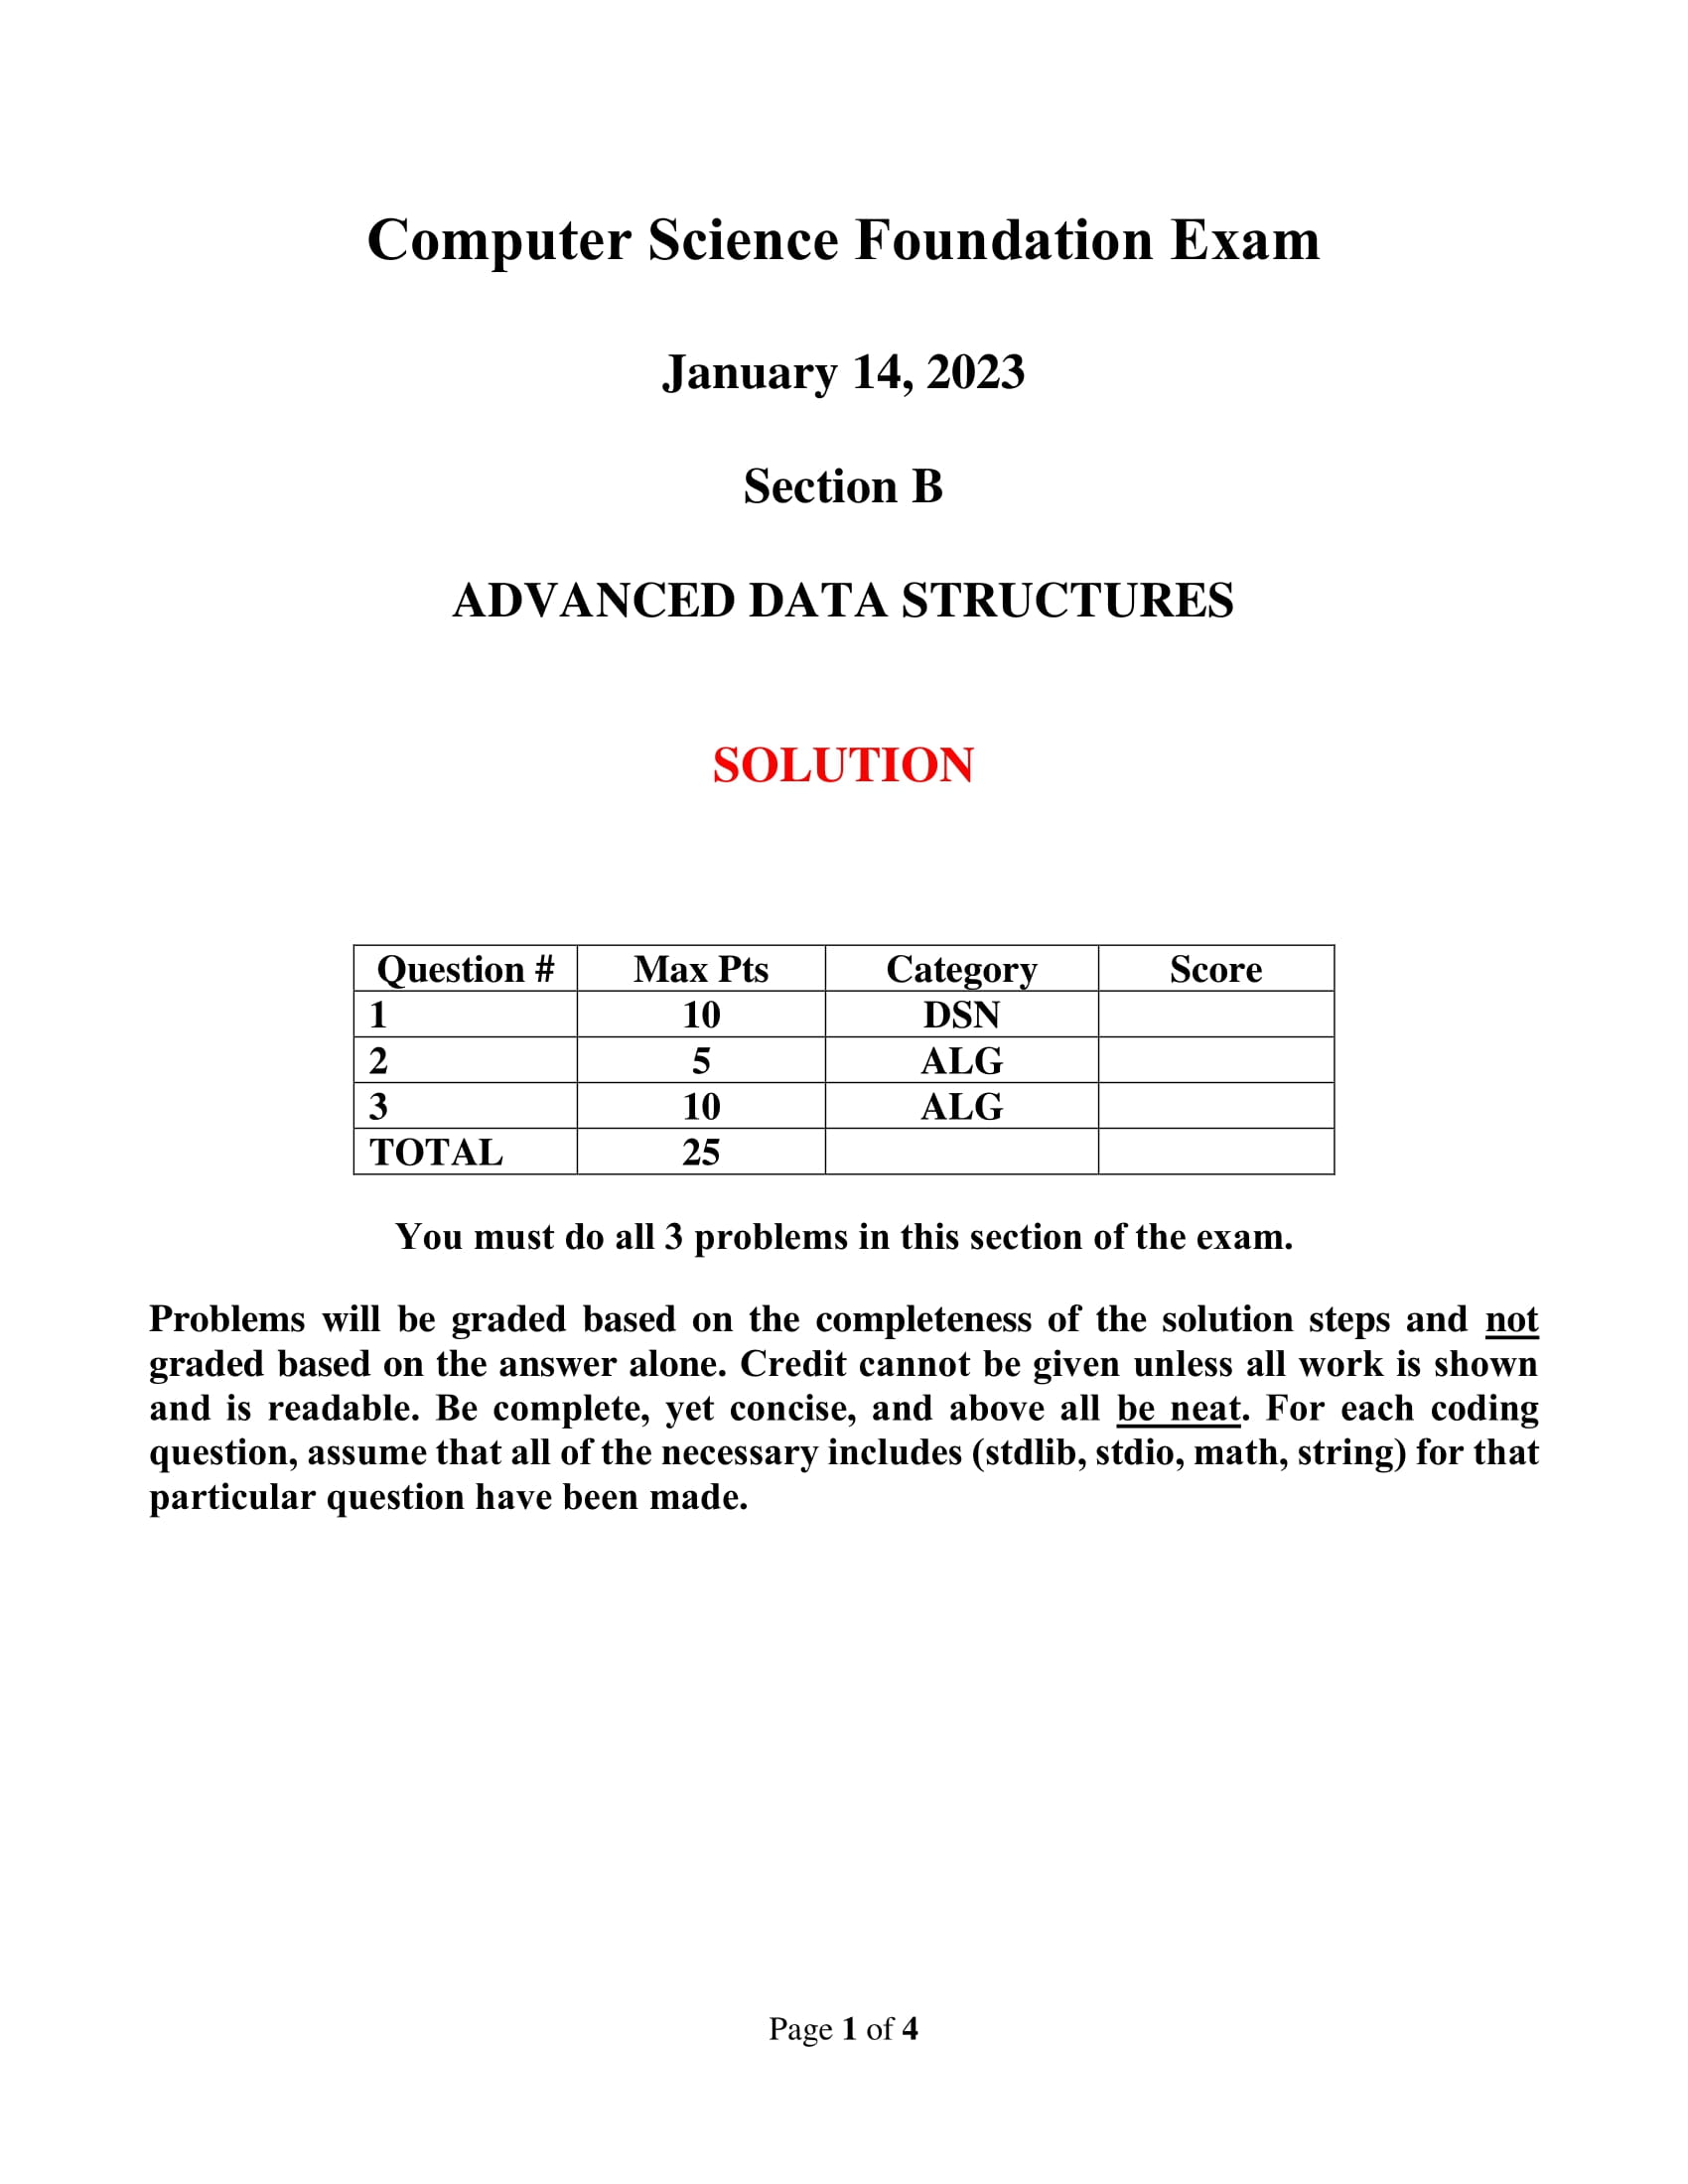 Computer Science Foundation Exam
January 14, 2023
Section B
ADVANCED DATA STRUCTURES
SOLUTION
Question # Max Pts Category Score
1 10 DSN
2 5 ALG
3 10 ALG
TOTAL 25
You must do all 3 problems in this section of the exam.
Problems will be graded based on the completeness of the solution steps and not
graded based on the answer alone. Credit cannot be given unless all work is shown
and is readable. Be complete, yet concise, and above all be neat. For each coding
question, assume that all of the necessary includes (stdlib, stdio, math, string) for that
particular question have been made.
Page 1 of 4